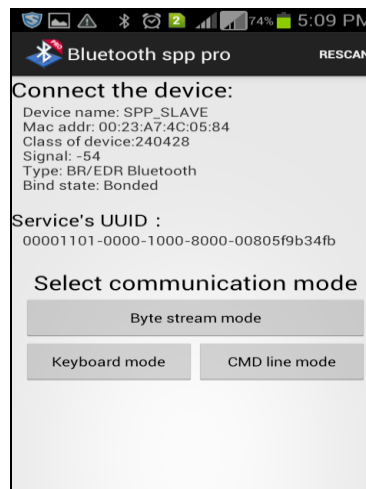 2 74% 5:09 PM
PRO
Bluetooth spp pro RESCAN
Connect the device:
Device name: SPP_SLAVE
Mac addr: 00:23:A7:4C:05:84
Class of device:240428
Signal: -54
Type: BR/EDR Bluetooth
Bind state: Bonded
Service's UUID :
00001101-0000-1000-8000-00805f9b34fb
Select communication mode
Byte stream mode
Keyboard mode CMD line mode